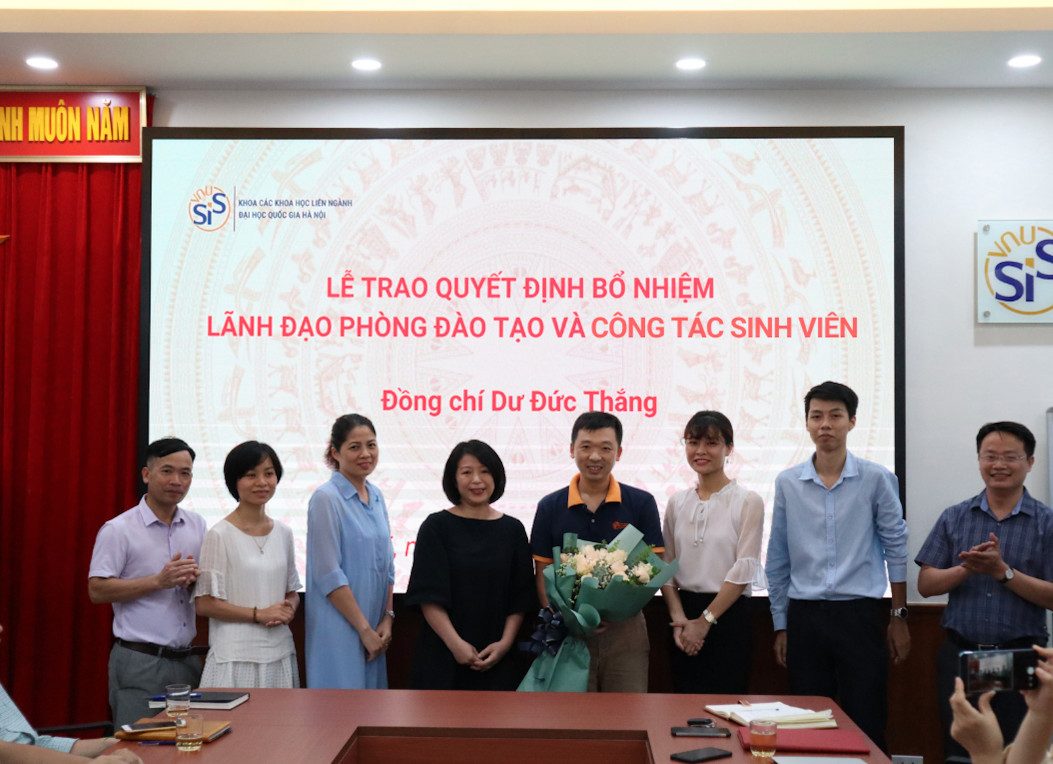 NH MUÔN NĂM
VNU
SIS
KHOA CÁC KHOA HỌC LIÊN NGÀNH
ĐẠI HỌC QUỐC GIA HÀ NỘI
LỄ TRAO QUYẾT ĐỊNH BỔ NHIỆM
LÃNH ĐẠO PHÒNG ĐÀO TẠO VÀ CÔNG TÁC SINH VIÊN
Đồng chí Dư Đức Thắng
VNU
SIS